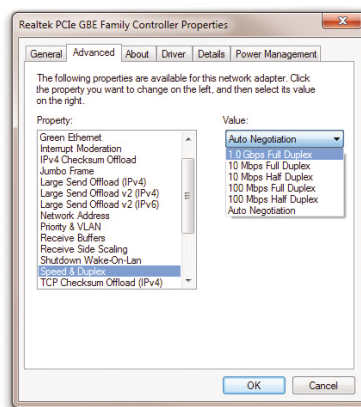 Realtek PCIe GBE Family Controller Properties
General Advanced About Driver Details Power Management
The following properties are available for this network adapter. Click
the property you want to change on the left, and then select its value
on the right.
Property:
Green Ethernet
Interrupt Moderation
IPv4 Checksum Offload
Jumbo Frame
Large Send Offload (IPv4)
Large Send Offload v2 (IPv4)
Large Send Offload v2 (IPv6)
Network Address
Priority & VLAN
Receive Buffers
Receive Side Scaling
Shutdown Wake-On-Lan
Speed & Duplex
TCP Checksum Offload (IPv4)
Value:
Auto Negotiation
1.0 Gbps Full Duplex
10 Mbps Full Duplex
10 Mbps Half Duplex
100 Mbps Full Duplex
100 Mbps Half Duplex
Auto Negotiation
OK Cancel